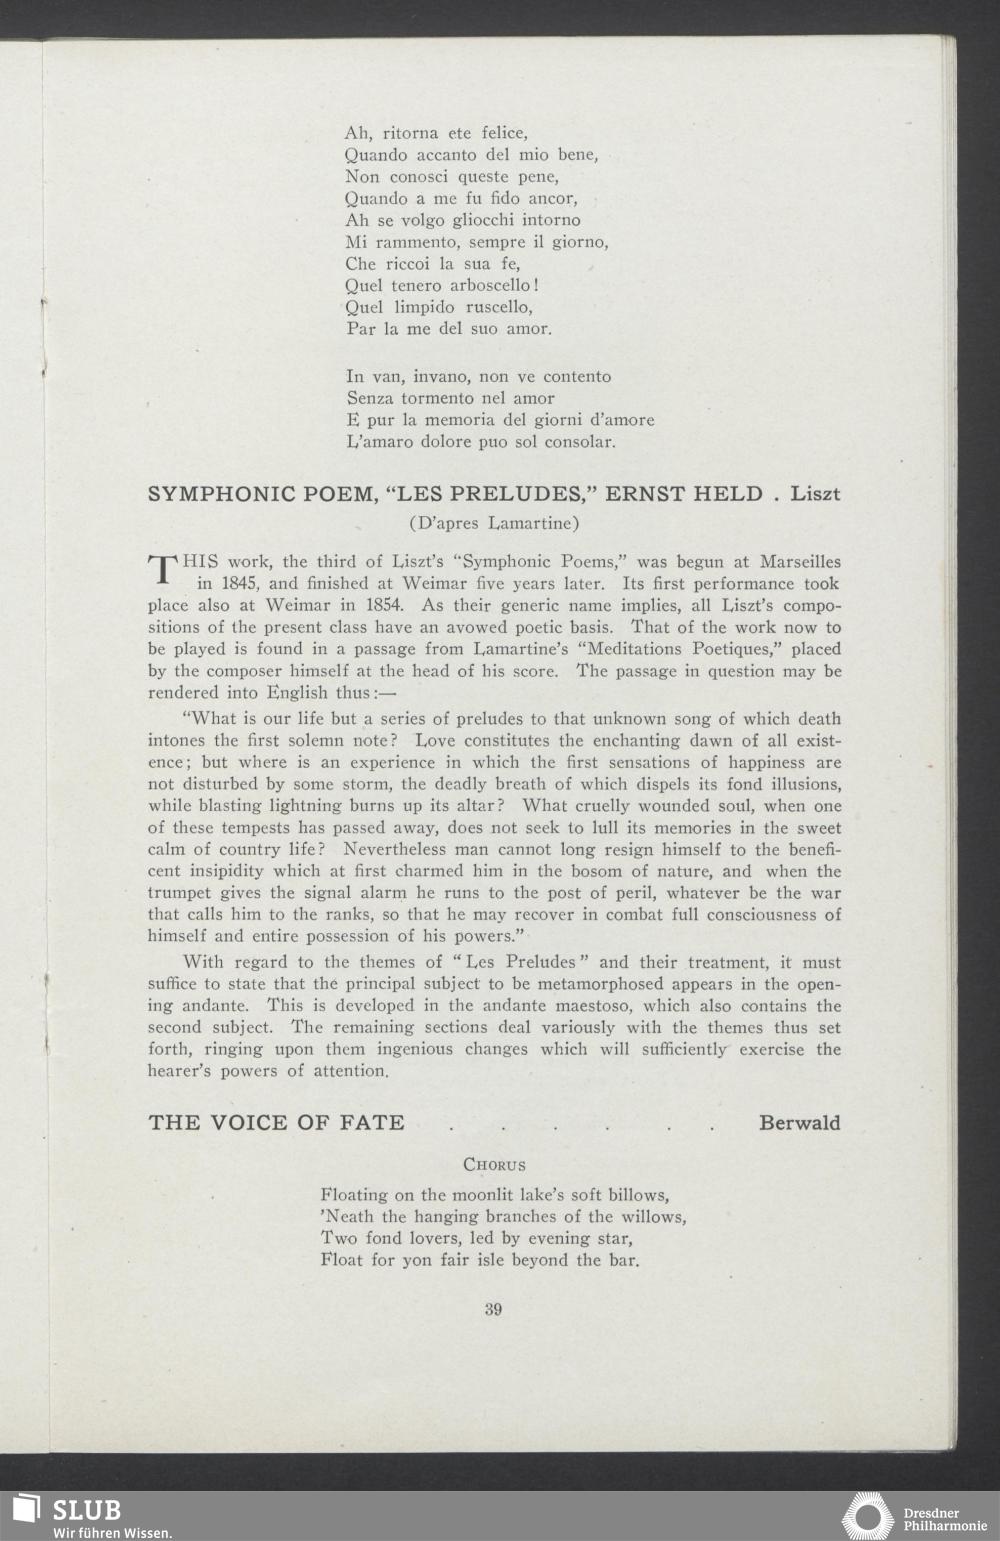 Ah, ritorna ete felice,
Quando accanto del mio bene,
Non conosci queste pene,
Quando a me fu fido ancor,
Ah se volgo gliocchi intorno
Mi rammento, sempre il giorno,
Che riccoi la sua fe,
Quel tenero arboscello!
Quel limpido ruscello,
Par la me del suo amor.
In van, invano, non ve contento
Senza tormento nel amor
E pur la memoria del giorni d'amore
L'amaro dolore puo sol consolar.
SYMPHONIC POEM, "LES PRELUDES," ERNST HELD . Liszt
(D'apres Lamartine)
THIS work, the third of Liszt's "Symphonic Poems," was begun at Marseilles
in 1845, and finished at Weimar five years later. Its first performance took
place also at Weimar in 1854. As their generic name implies, all Liszt's compo-
sitions of the present class have an avowed poetic basis. That of the work now to
be played is found in a passage from Lamartine's "Meditations Poetiques," placed
by the composer himself at the head of his score. The passage in question may be
rendered into English thus:—
"What is our life but a series of preludes to that unknown song of which death
intones the first solemn note? Love constitutes the enchanting dawn of all exist-
ence; but where is an experience in which the first sensations of happiness are
not disturbed by some storm, the deadly breath of which dispels its fond illusions,
while blasting lightning burns up its altar? What cruelly wounded soul, when one
of these tempests has passed away, does not seek to lull its memories in the sweet
calm of country life? Nevertheless man cannot long resign himself to the benefi-
cent insipidity which at first charmed him in the bosom of nature, and when the
trumpet gives the signal alarm he runs to the post of peril, whatever be the war
that calls him to the ranks, so that he may recover in combat full consciousness of
himself and entire possession of his powers."
With regard to the themes of "Les Preludes" and their treatment, it must
suffice to state that the principal subject to be metamorphosed appears in the open-
ing andante. This is developed in the andante maestoso, which also contains the
second subject. The remaining sections deal variously with the themes thus set
forth, ringing upon them ingenious changes which will sufficiently exercise the
hearer's powers of attention.
THE VOICE OF FATE . . . . . . Berwald
CHORUS
Floating on the moonlit lake's soft billows,
'Neath the hanging branches of the willows,
Two fond lovers, led by evening star,
Float for yon fair isle beyond the bar.
39
SLUB
Wir führen Wissen.
Dresdner
Philharmonie